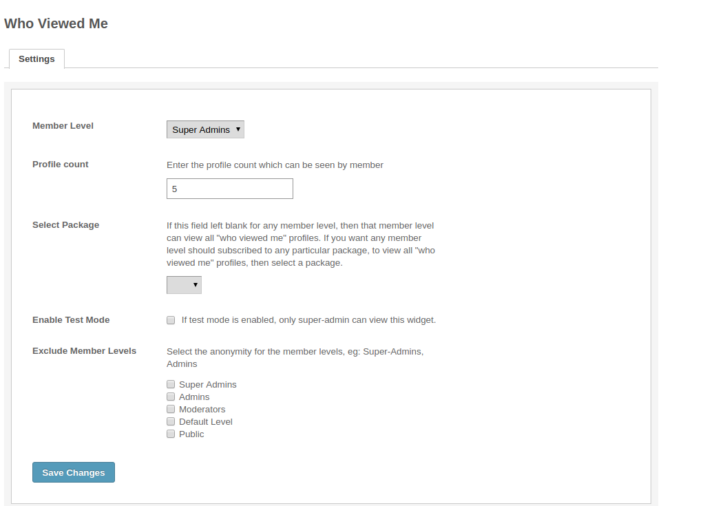 Who Viewed Me
Settings
Member Level
Super Admins
Profile count
Enter the profile count which can be seen by member
5
Select Package
If this field left blank for any member level, then that member level
can view all "who viewed me" profiles. If you want any member
level should subscribed to any particular package, to view all "who
viewed me" profiles, then select a package.
Enable Test Mode
If test mode is enabled, only super-admin can view this widget.
Exclude Member Levels
Select the anonymity for the member levels, eg: Super-Admins,
Admins
Super Admins
Admins
Moderators
Default Level
Public
Save Changes